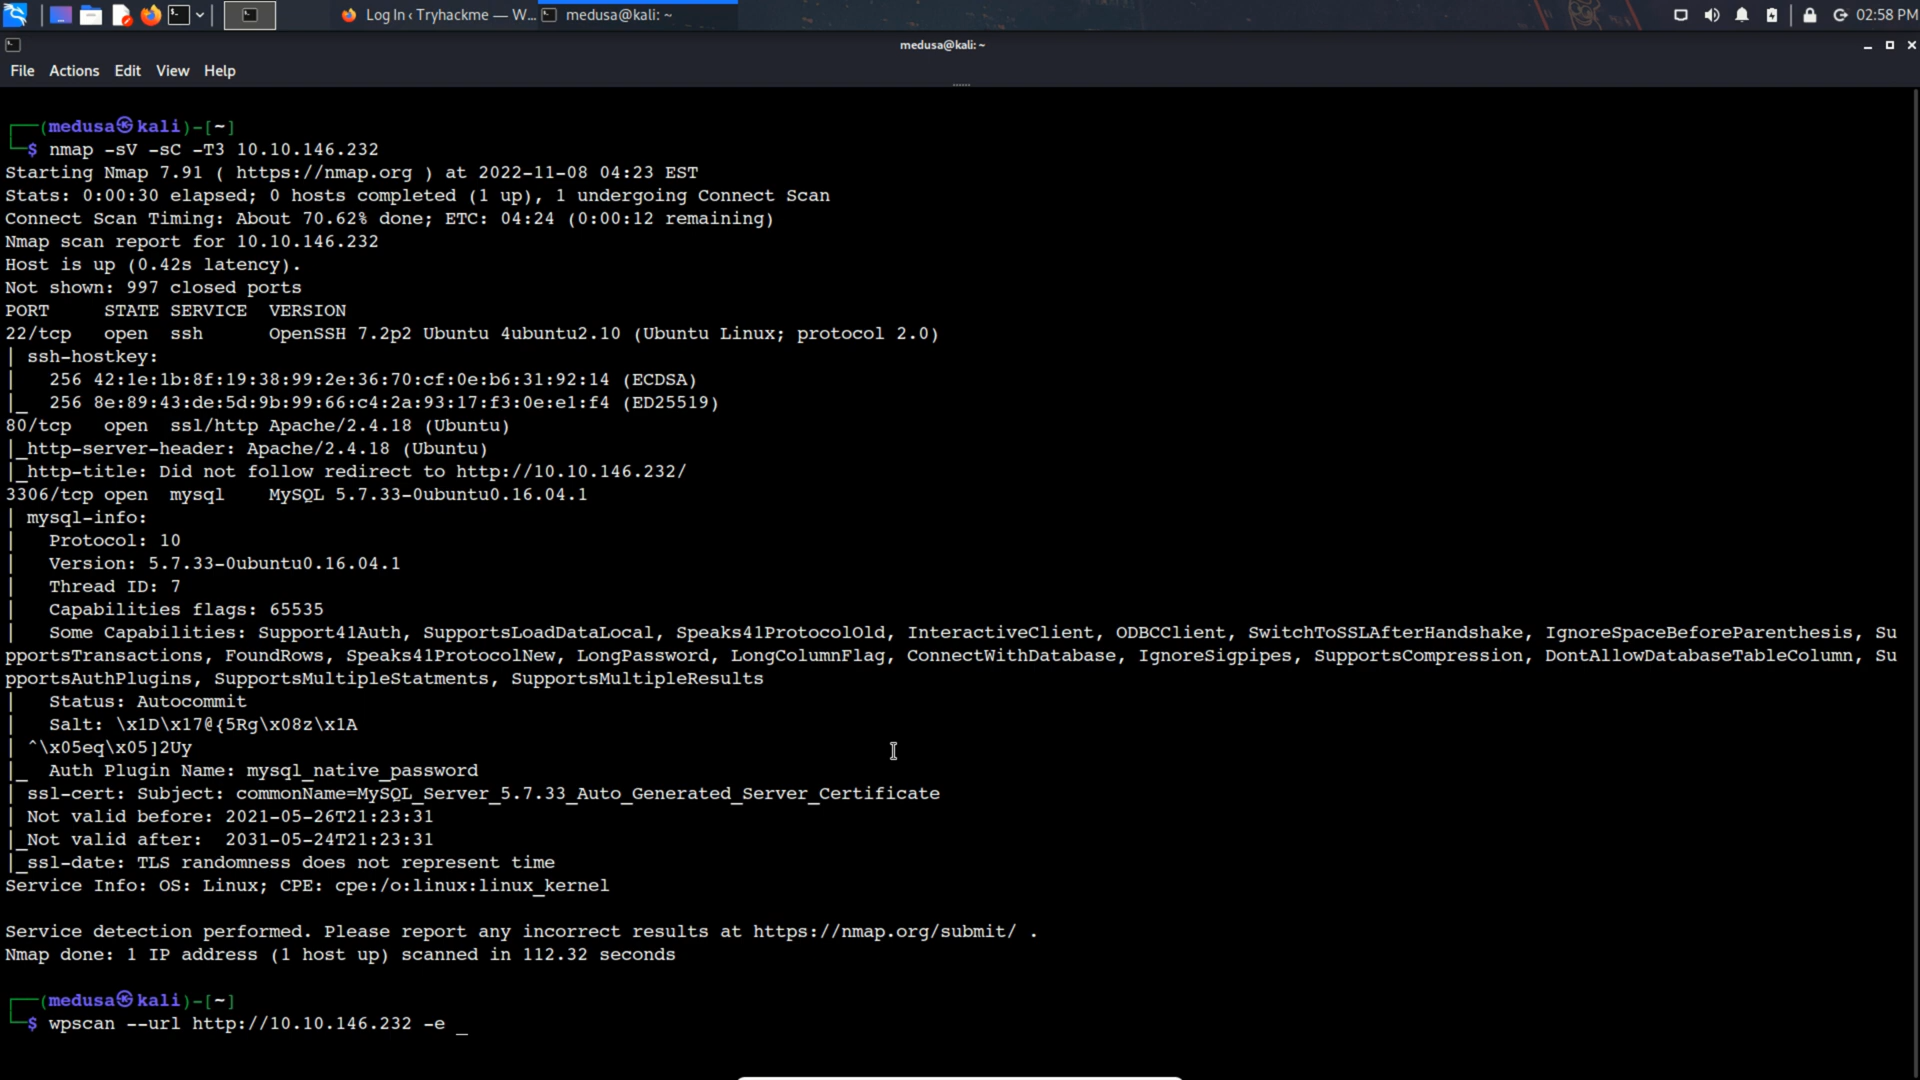 Log In ‹ Tryhackme — W...
medusa@kali: ~
02:58 PM
medusa@kali: ~
File Actions Edit View Help
┌──(medusa㉿kali)-[~]
└─$ nmap -sV -sC -T3 10.10.146.232
Starting Nmap 7.91 ( https://nmap.org ) at 2022-11-08 04:23 EST
Stats: 0:00:30 elapsed; 0 hosts completed (1 up), 1 undergoing Connect Scan
Connect Scan Timing: About 70.62% done; ETC: 04:24 (0:00:12 remaining)
Nmap scan report for 10.10.146.232
Host is up (0.42s latency).
Not shown: 997 closed ports
PORT     STATE SERVICE  VERSION
22/tcp   open  ssh      OpenSSH 7.2p2 Ubuntu 4ubuntu2.10 (Ubuntu Linux; protocol 2.0)
| ssh-hostkey:
|   256 42:1e:1b:8f:19:38:99:2e:36:70:cf:0e:b6:31:92:14 (ECDSA)
|_  256 8e:89:43:de:5d:9b:99:66:c4:2a:93:17:f3:0e:e1:f4 (ED25519)
80/tcp   open  ssl/http Apache/2.4.18 (Ubuntu)
|_http-server-header: Apache/2.4.18 (Ubuntu)
|_http-title: Did not follow redirect to http://10.10.146.232/
3306/tcp open  mysql    MySQL 5.7.33-0ubuntu0.16.04.1
| mysql-info:
|   Protocol: 10
|   Version: 5.7.33-0ubuntu0.16.04.1
|   Thread ID: 7
|   Capabilities flags: 65535
|   Some Capabilities: Support41Auth, SupportsLoadDataLocal, Speaks41ProtocolOld, InteractiveClient, ODBCClient, SwitchToSSLAfterHandshake, IgnoreSpaceBeforeParenthesis, Su
pportsTransactions, FoundRows, Speaks41ProtocolNew, LongPassword, LongColumnFlag, ConnectWithDatabase, IgnoreSigpipes, SupportsCompression, DontAllowDatabaseTableColumn, Su
pportsAuthPlugins, SupportsMultipleStatments, SupportsMultipleResults
|   Status: Autocommit
|   Salt: \x1D\x17@{5Rg\x08z\x1A
| ^\x05eq\x05]2Uy
|_  Auth Plugin Name: mysql_native_password
| ssl-cert: Subject: commonName=MySQL_Server_5.7.33_Auto_Generated_Server_Certificate
| Not valid before: 2021-05-26T21:23:31
|_Not valid after:  2031-05-24T21:23:31
|_ssl-date: TLS randomness does not represent time
Service Info: OS: Linux; CPE: cpe:/o:linux:linux_kernel
Service detection performed. Please report any incorrect results at https://nmap.org/submit/ .
Nmap done: 1 IP address (1 host up) scanned in 112.32 seconds
┌──(medusa㉿kali)-[~]
└─$ wpscan --url http://10.10.146.232 -e _